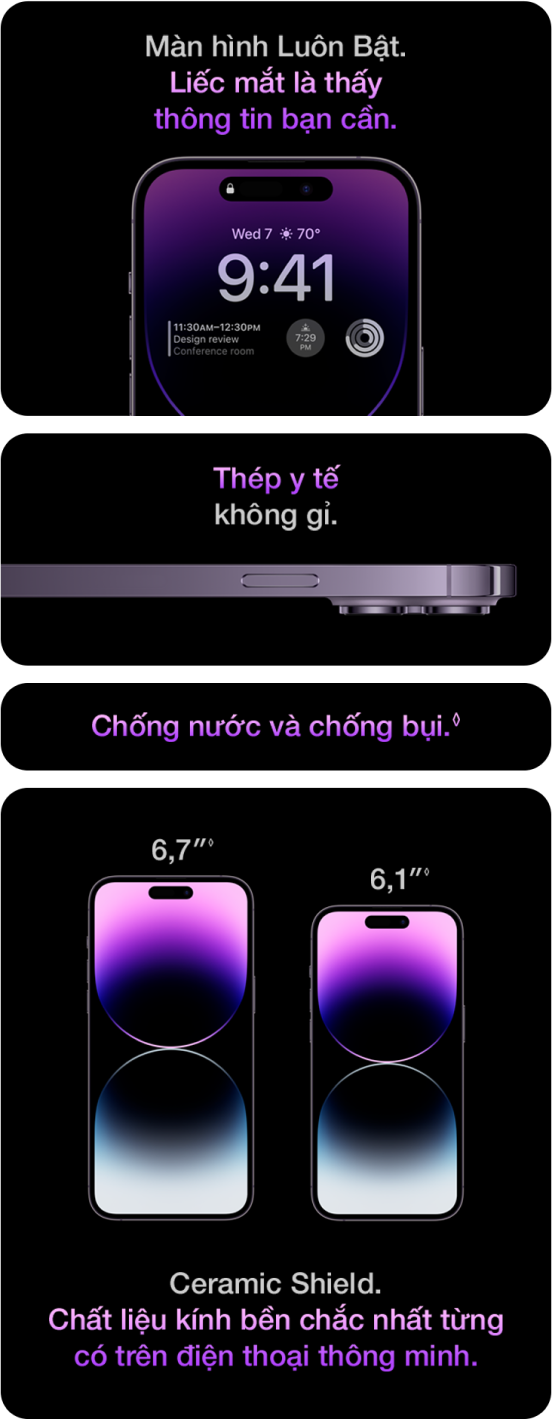 Màn hình Luôn Bật.
Liếc mắt là thấy
thông tin bạn cần.
Wed 7 70°
9:41
11:30AM–12:30PM
Design review
Conference room
7:29
PM
Thép y tế
không gỉ.
Chống nước và chống bụi.◊
6,7″◊
6,1″◊
Ceramic Shield.
Chất liệu kính bền chắc nhất từng
có trên điện thoại thông minh.